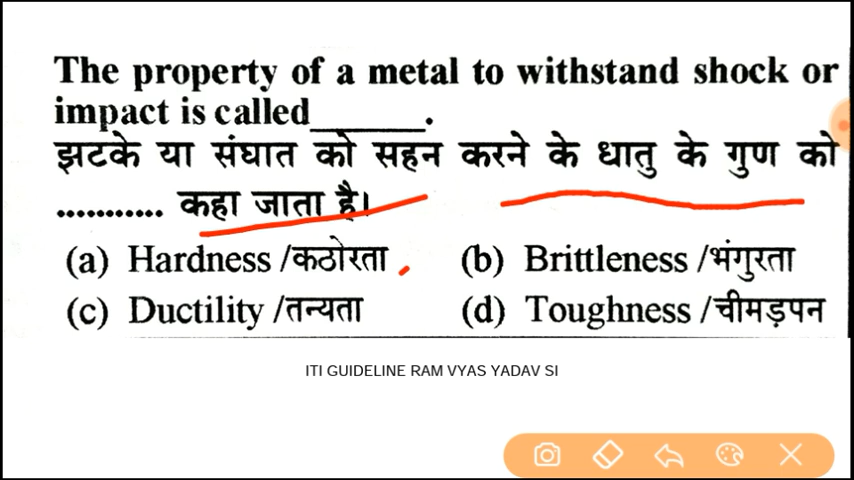 The property of a metal to withstand shock or
impact is called_______.
झटके या संघात को सहन करने के धातु के गुण को
............ कहा जाता है।
(a) Hardness /कठोरता (b) Brittleness /भंगुरता
(c) Ductility /तन्यता (d) Toughness /चीमड़पन
ITI GUIDELINE RAM VYAS YADAV SI